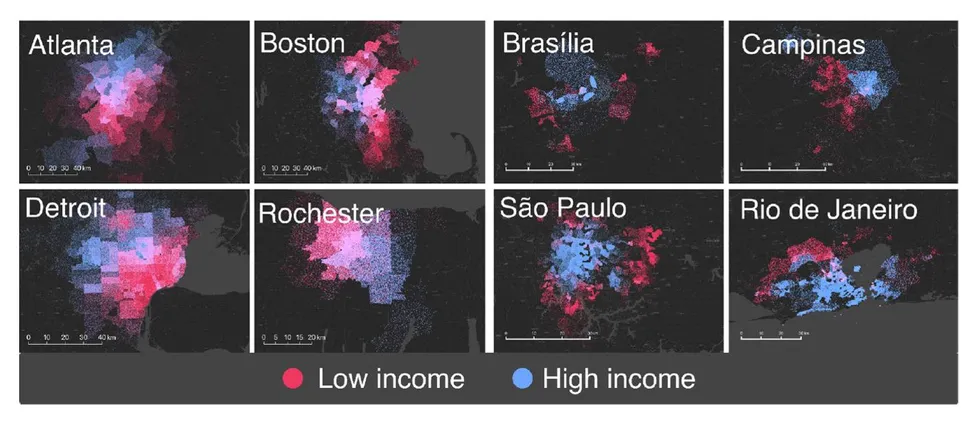 Atlanta
Boston
Brasília
Campinas
0 10 20 30 40 km
0 10 20 30 40 km
Detroit
Rochester
São Paulo
Rio de Janeiro
0 10 20 40 km
0 5 10 15 20 km
Low income
High income